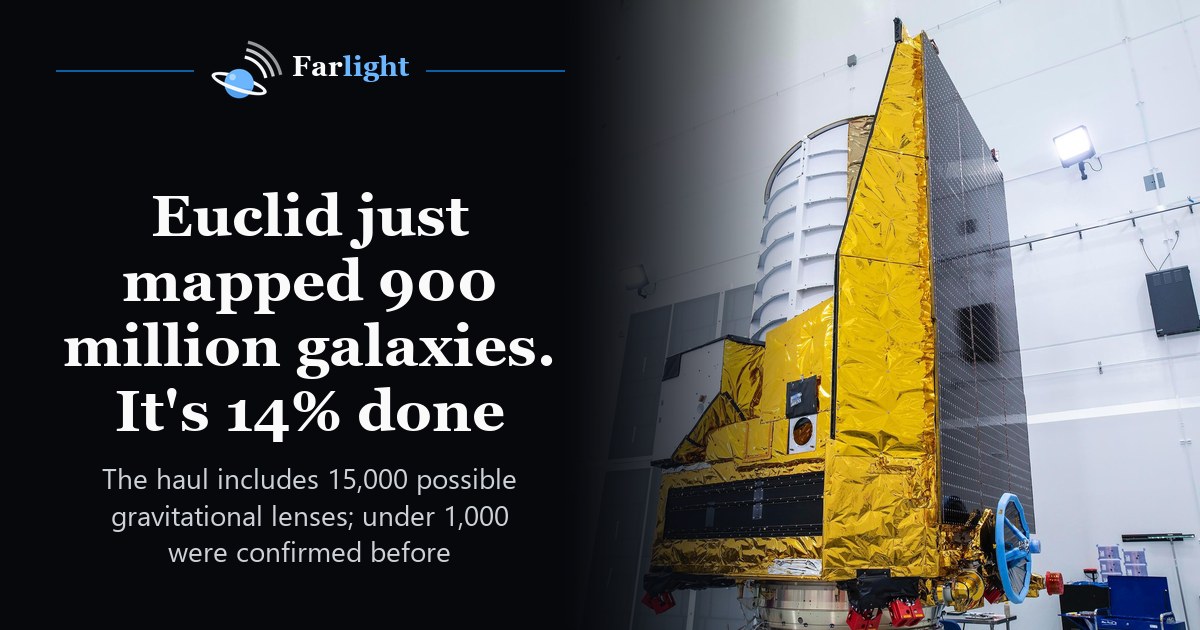 Farlight
Euclid just
mapped 900
million galaxies.
It's 14% done
The haul includes 15,000 possible
gravitational lenses; under 1,000
were confirmed before